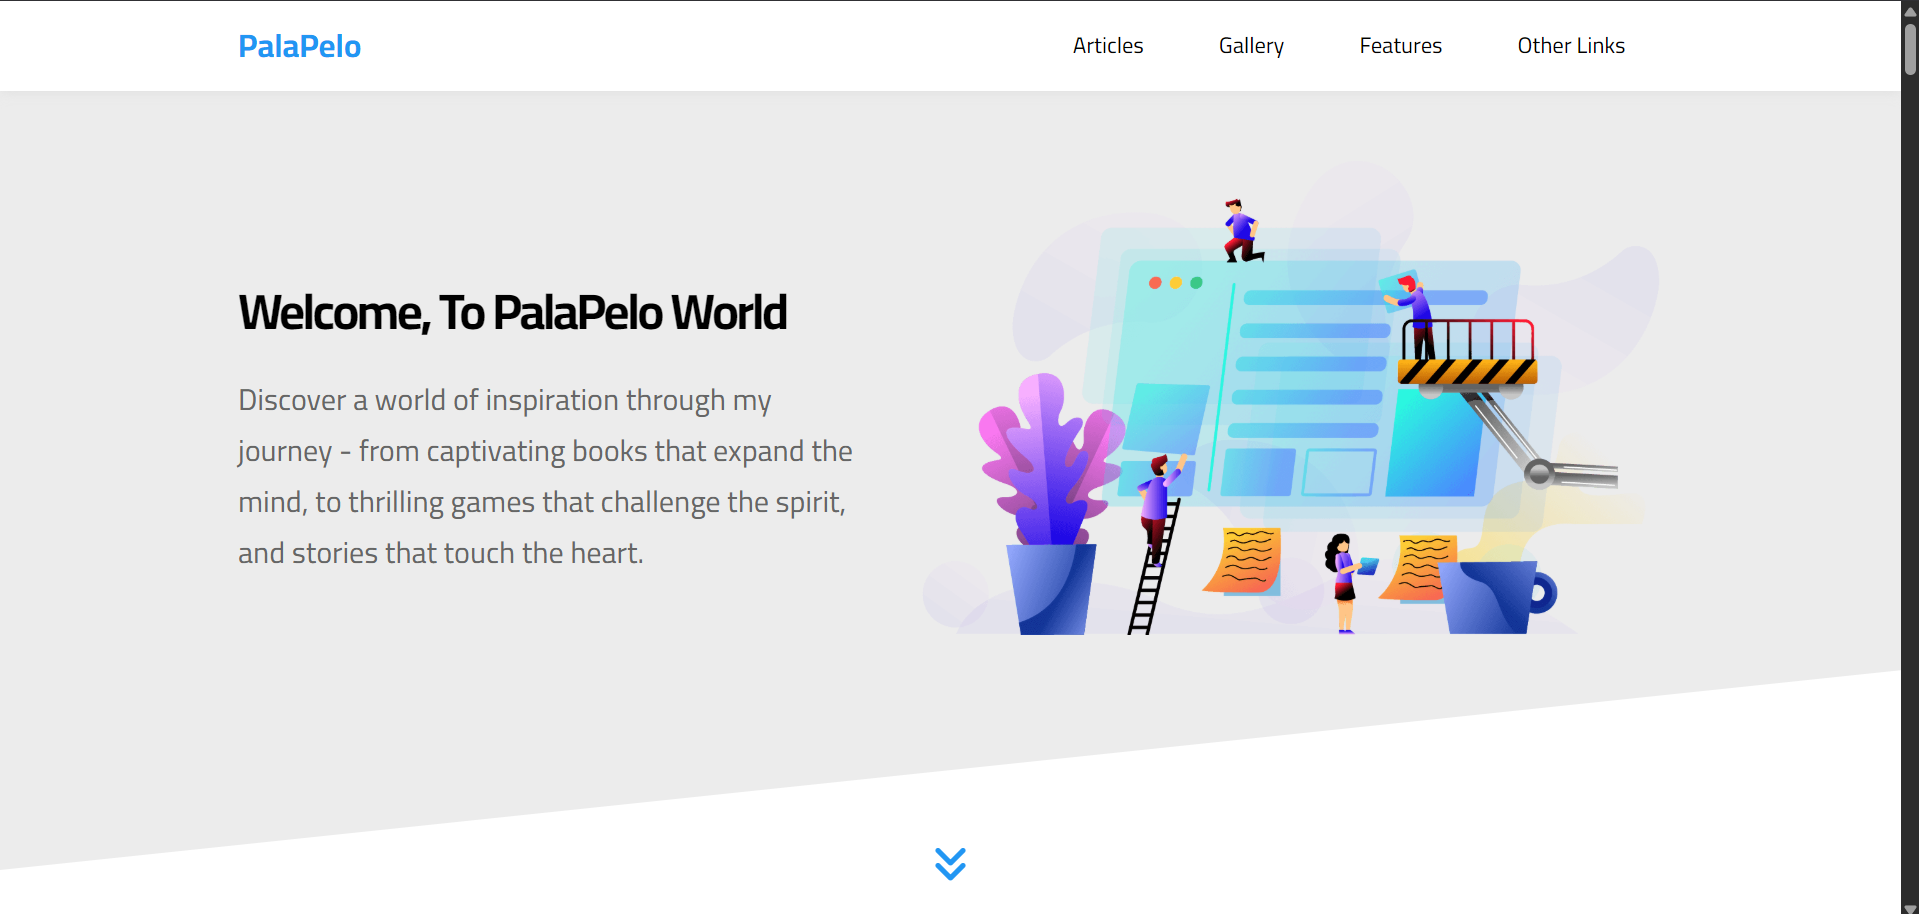 PalaPelo
Articles
Gallery
Features
Other Links
Welcome, To PalaPelo World
Discover a world of inspiration through my
journey - from captivating books that expand the
mind, to thrilling games that challenge the spirit,
and stories that touch the heart.